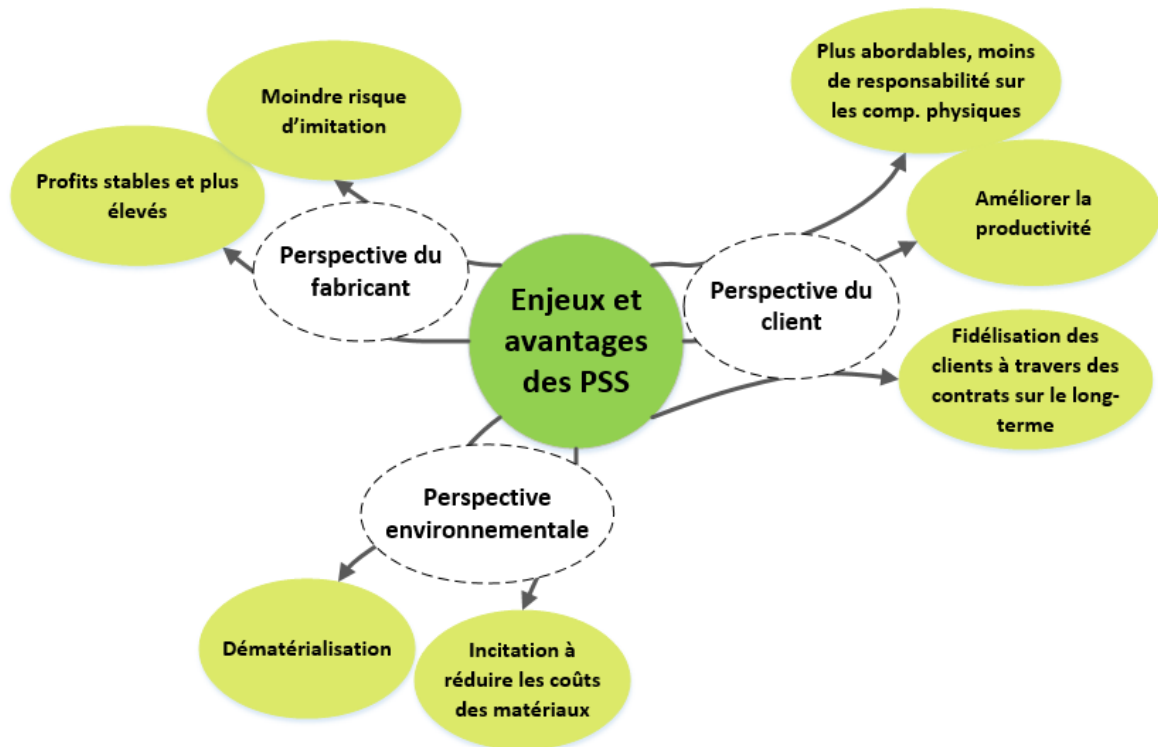 Plus abordables, moins
de responsabilité sur
les comp. physiques
Moindre risque
d'imitation
Profits stables et plus
élevés
Améliorer la
productivité
Perspective du
fabricant
Enjeux et
avantages
des PSS
Perspective du
client
Fidélisation des
clients à travers des
contrats sur le long-
terme
Perspective
environnementale
Dématérialisation
Incitation à
réduire les coûts
des matériaux